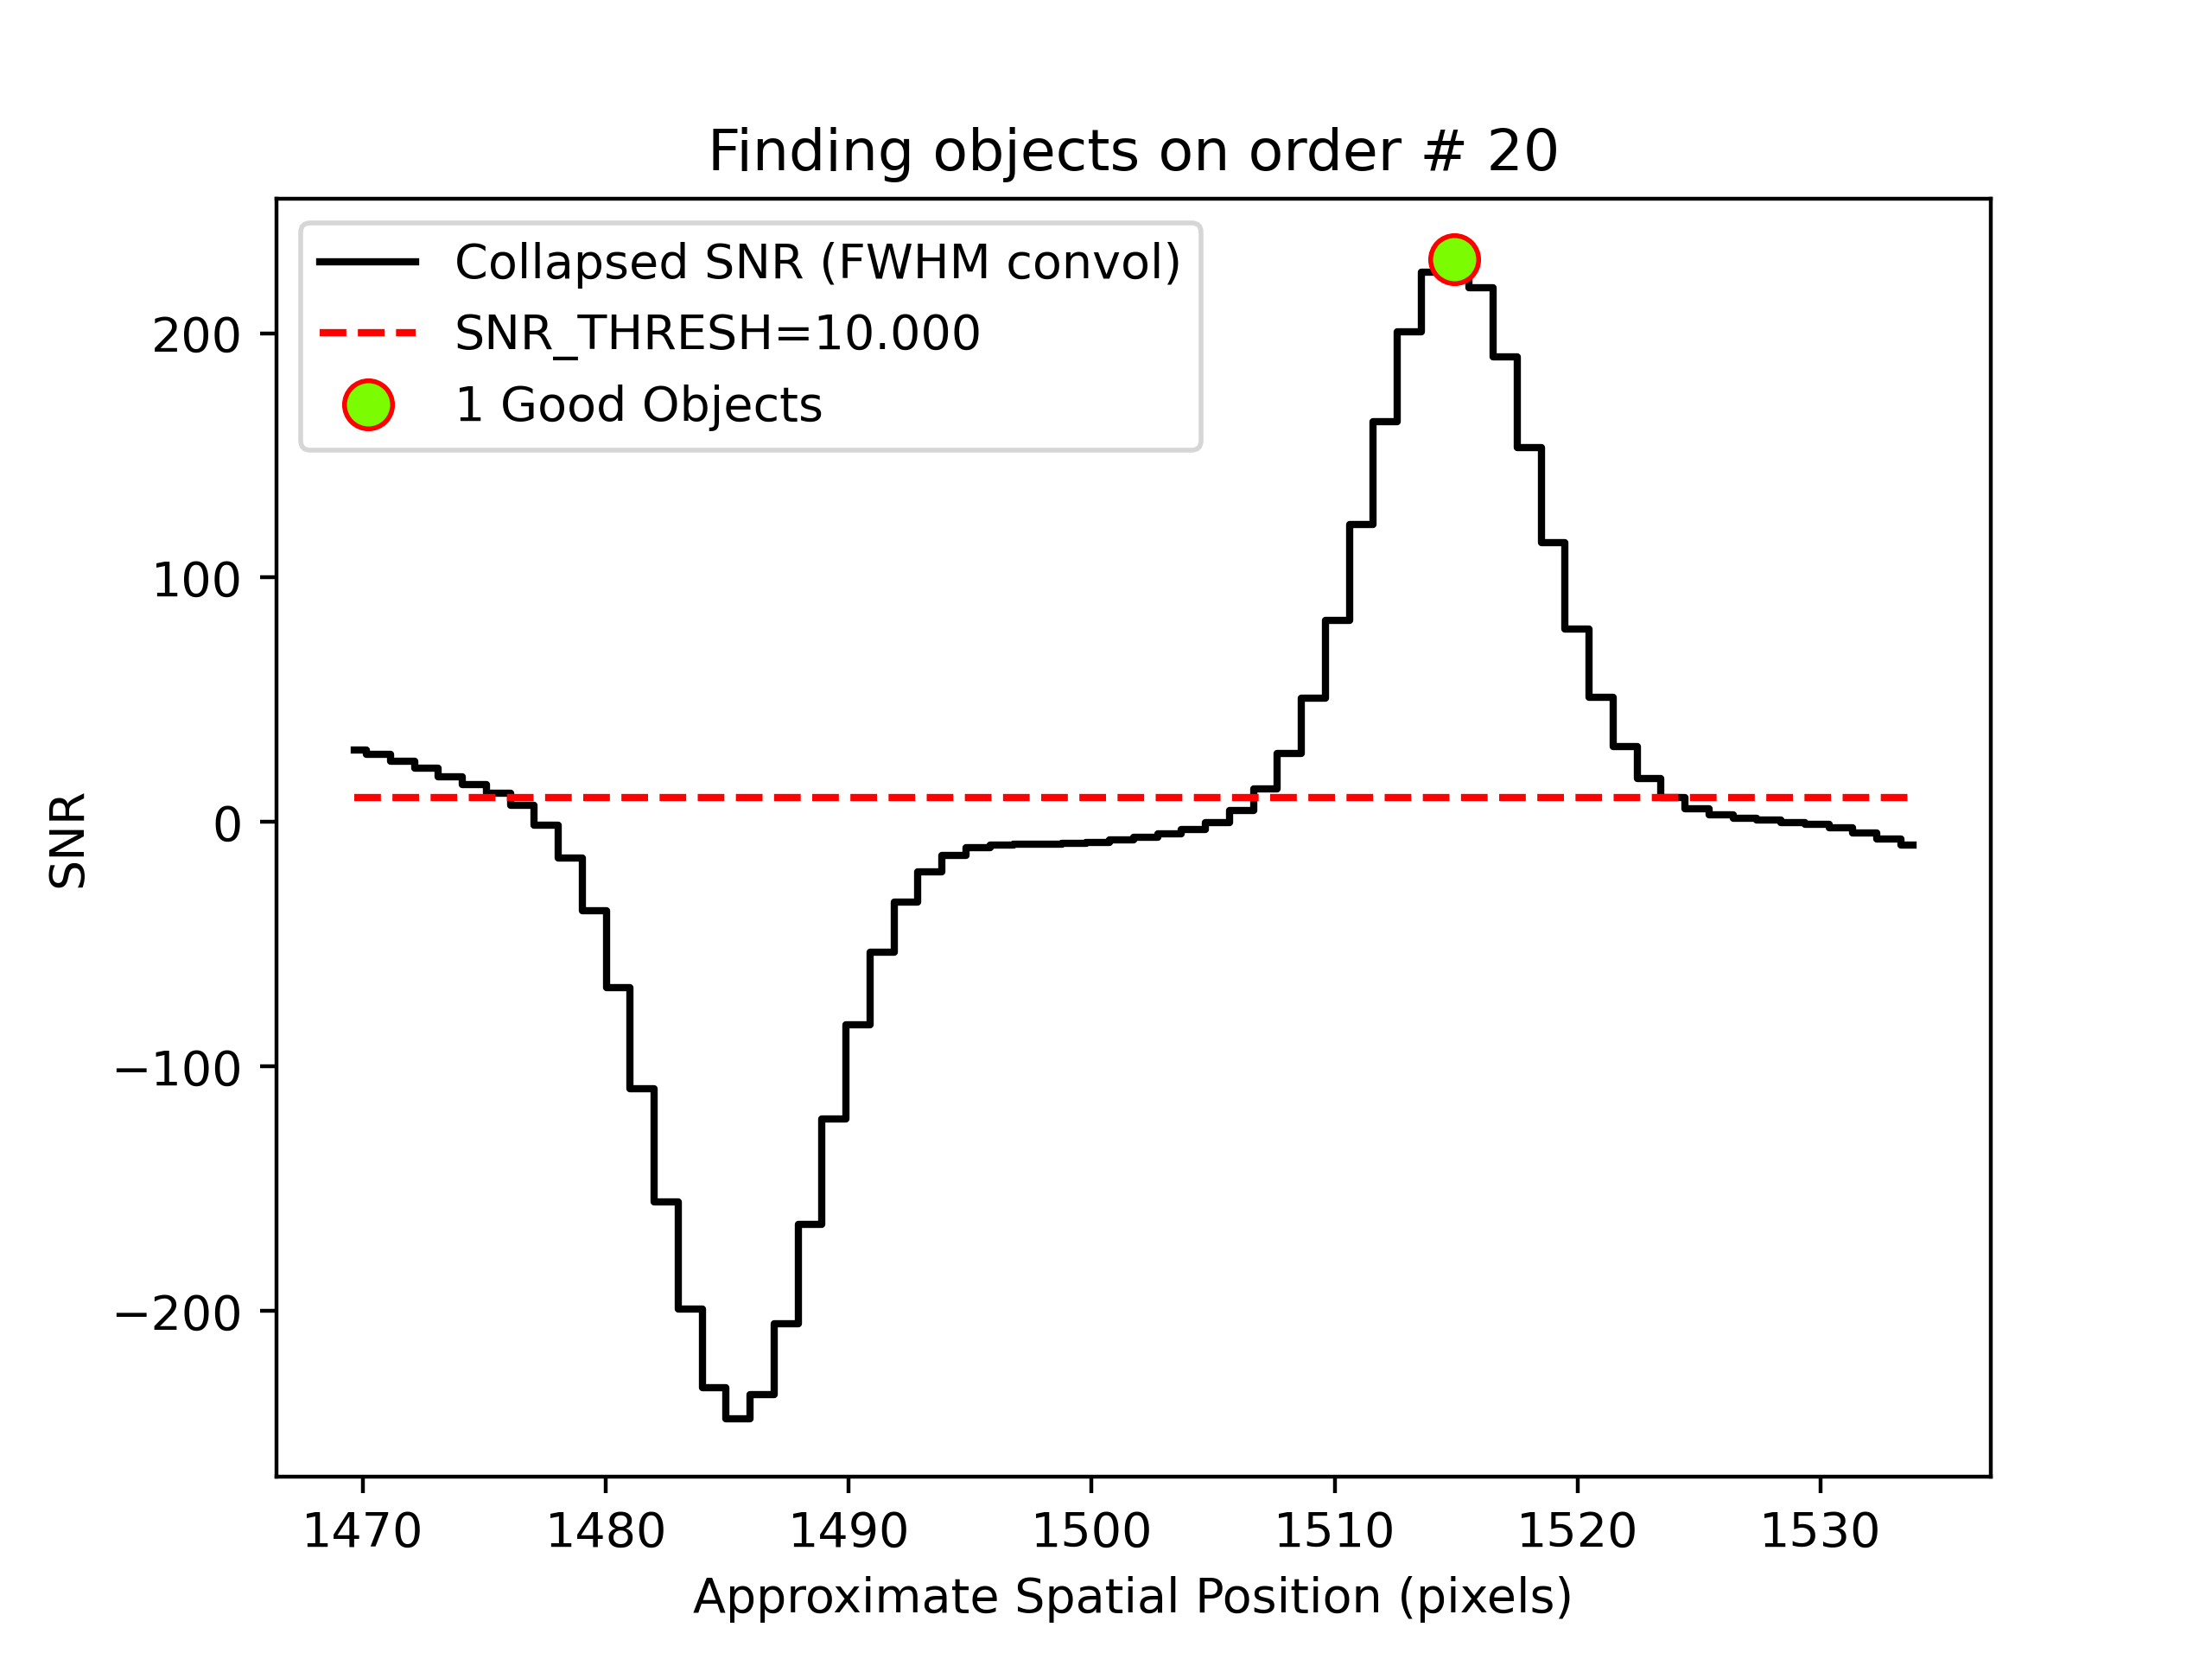 Finding objects on order # 20
Collapsed SNR (FWHM convol)
SNR_THRESH=10.000
1 Good Objects
200
100
0
−100
−200
SNR
1470 1480 1490 1500 1510 1520 1530
Approximate Spatial Position (pixels)